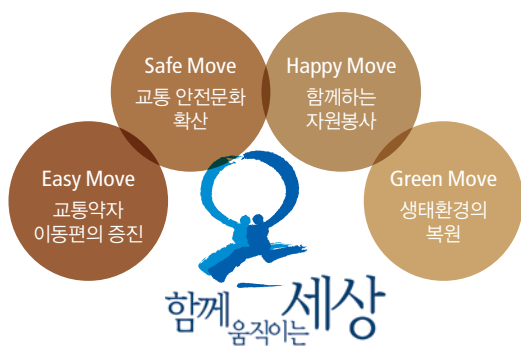 Safe Move
교통 안전문화
확산
Happy Move
함께하는
자원봉사
Easy Move
교통약자
이동편의 증진
Green Move
생태환경의
복원
함께 움직이는 세상